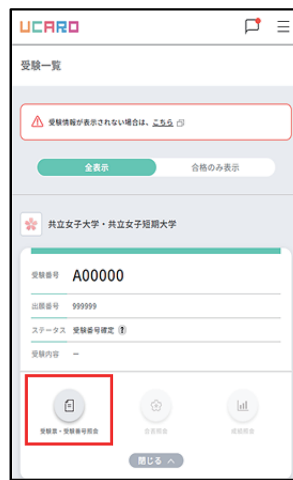 UCARO
受験一覧
受験情報が表示されない場合は、こちら
全表示 合格のみ表示
共立女子大学・共立女子短期大学
受験番号 A00000
出願番号 999999
ステータス 受験番号確定
受験内容 －
受験票・受験番号照会 合否照会 成績照会
閉じる